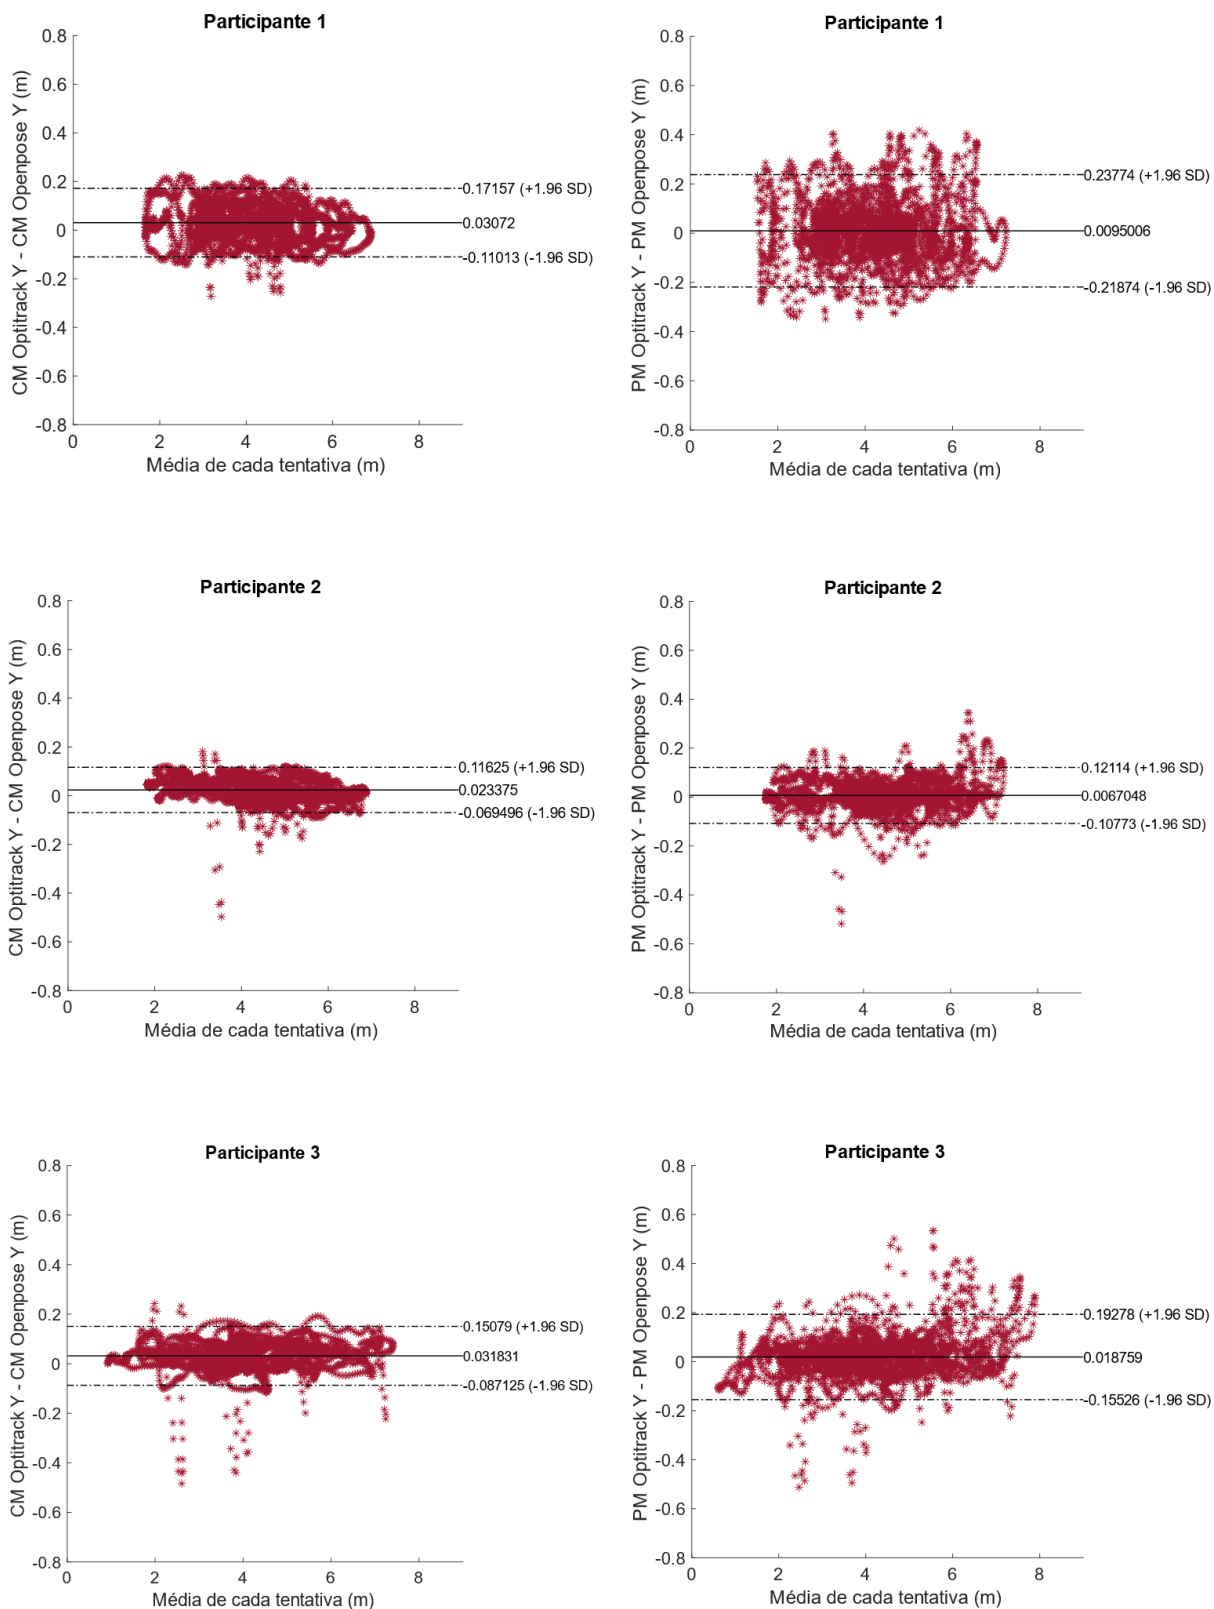 Participante 1
CM Optitrack Y - CM Openpose Y (m)
0.8
0.6
0.4
0.2
0
-0.2
-0.4
-0.6
-0.8
0.17157 (+1.96 SD)
0.03072
-0.11013 (-1.96 SD)
0 2 4 6 8
Média de cada tentativa (m)
Participante 1
PM Optitrack Y - PM Openpose Y (m)
0.8
0.6
0.4
0.2
0
-0.2
-0.4
-0.6
-0.8
0.23774 (+1.96 SD)
0.0095006
-0.21874 (-1.96 SD)
0 2 4 6 8
Média de cada tentativa (m)
Participante 2
CM Optitrack Y - CM Openpose Y (m)
0.8
0.6
0.4
0.2
0
-0.2
-0.4
-0.6
-0.8
0.11625 (+1.96 SD)
0.023375
-0.069496 (-1.96 SD)
0 2 4 6 8
Média de cada tentativa (m)
Participante 2
PM Optitrack Y - PM Openpose Y (m)
0.8
0.6
0.4
0.2
0
-0.2
-0.4
-0.6
-0.8
0.12114 (+1.96 SD)
0.0067048
-0.10773 (-1.96 SD)
0 2 4 6 8
Média de cada tentativa (m)
Participante 3
CM Optitrack Y - CM Openpose Y (m)
0.8
0.6
0.4
0.2
0
-0.2
-0.4
-0.6
-0.8
0.15079 (+1.96 SD)
0.031831
-0.087125 (-1.96 SD)
0 2 4 6 8
Média de cada tentativa (m)
Participante 3
PM Optitrack Y - PM Openpose Y (m)
0.8
0.6
0.4
0.2
0
-0.2
-0.4
-0.6
-0.8
0.19278 (+1.96 SD)
0.018759
-0.15526 (-1.96 SD)
0 2 4 6 8
Média de cada tentativa (m)